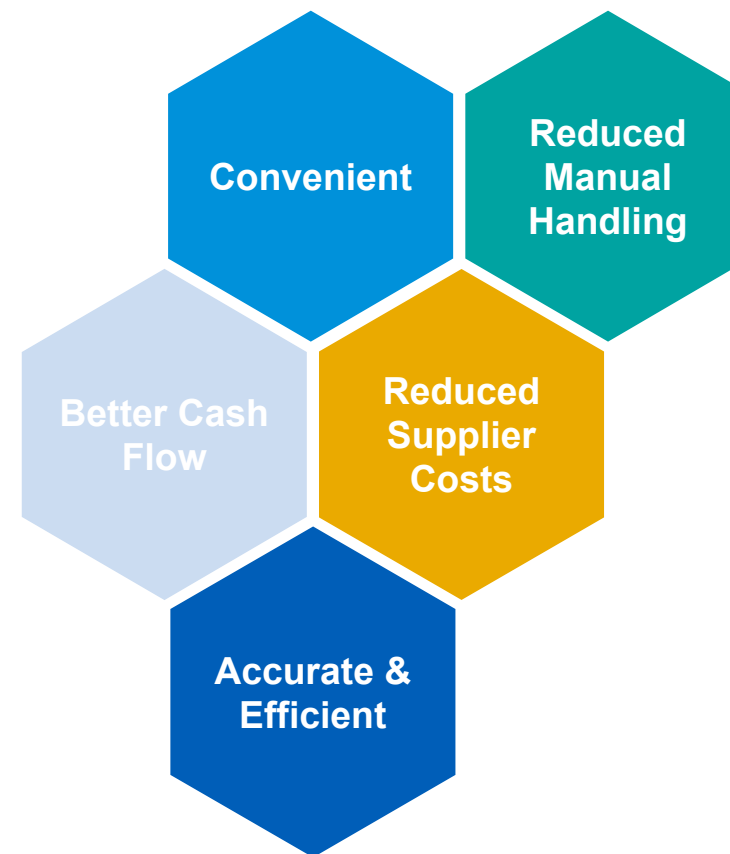 Convenient
Reduced
Manual
Handling
Better Cash
Flow
Reduced
Supplier
Costs
Accurate &
Efficient